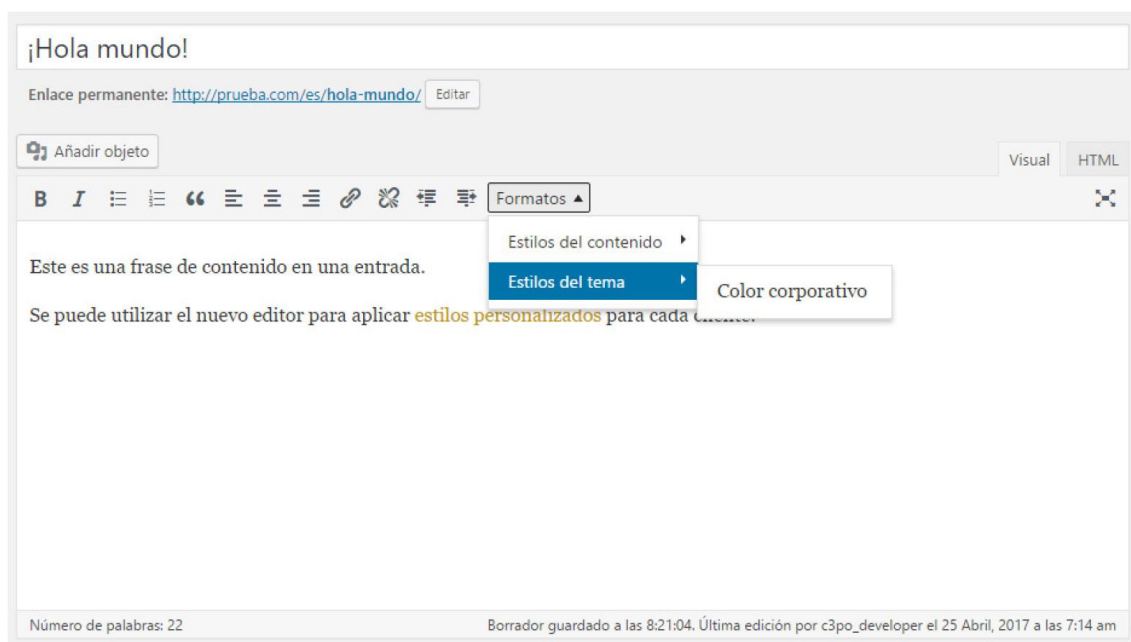 ¡Hola mundo!
Enlace permanente: http://prueba.com/es/hola-mundo/ Editar
Añadir objeto
Visual HTML
B I Formatos
Estilos del contenido
Estilos del tema
Color corporativo
Este es una frase de contenido en una entrada.
Se puede utilizar el nuevo editor para aplicar estilos personalizados para cada cliente.
Número de palabras: 22 Borrador guardado a las 8:21:04. Última edición por c3po_developer el 25 Abril, 2017 a las 7:14 am